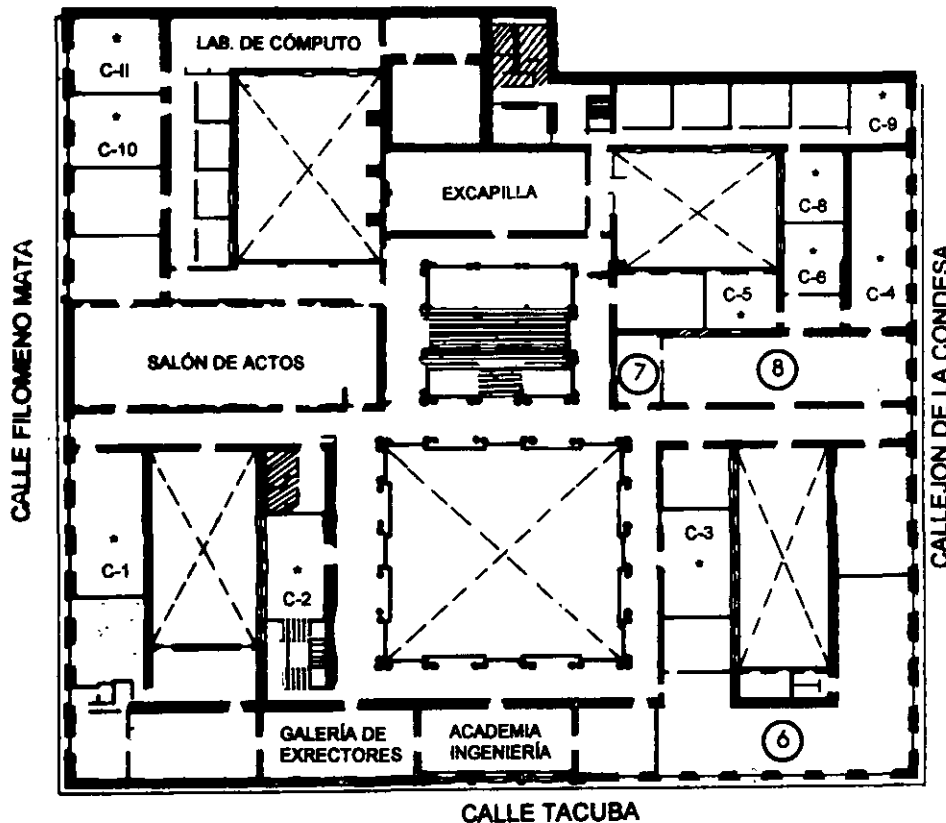 LAB. DE CÓMPUTO
*
C-II
*
C-10
*
C-9
EXCAPILLA
*
C-8
*
C-6
*
C-4
C-5
*
SALÓN DE ACTOS
7
8
CALLE FILOMENO MATA
CALLEJON DE LA CONDESA
*
C-1
*
C-2
C-3
*
GALERÍA DE
EXRECTORES
ACADEMIA
INGENIERÍA
6
CALLE TACUBA